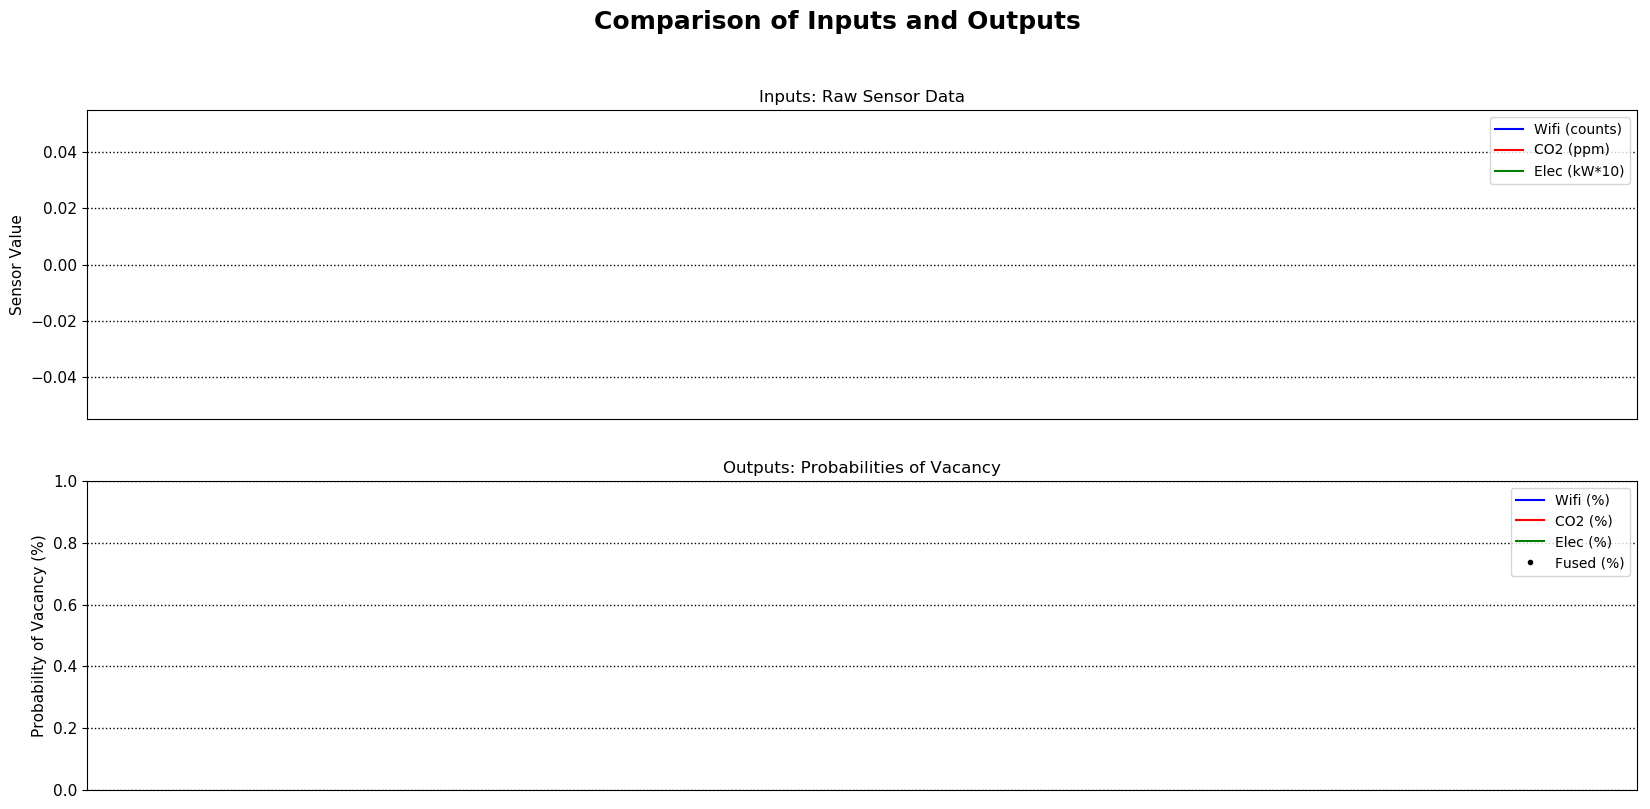 Comparison of Inputs and Outputs
Inputs: Raw Sensor Data
Wifi (counts)
CO2 (ppm)
Elec (kW*10)
0.04
0.02
0.00
−0.02
−0.04
Sensor Value
Outputs: Probabilities of Vacancy
Wifi (%)
CO2 (%)
Elec (%)
Fused (%)
1.0
0.8
0.6
0.4
0.2
0.0
Probability of Vacancy (%)